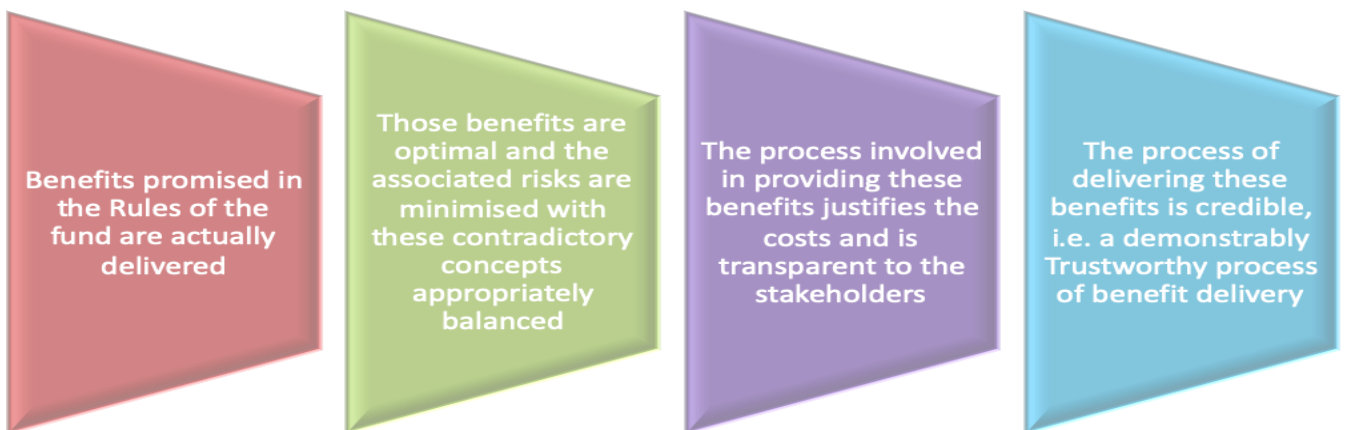 Benefits promised in
the Rules of the
fund are actually
delivered
Those benefits are
optimal and the
associated risks are
minimised with
these contradictory
concepts
appropriately
balanced
The process involved
in providing these
benefits justifies the
costs and is
transparent to the
stakeholders
The process of
delivering these
benefits is credible,
i.e. a demonstrably
Trustworthy process
of benefit delivery